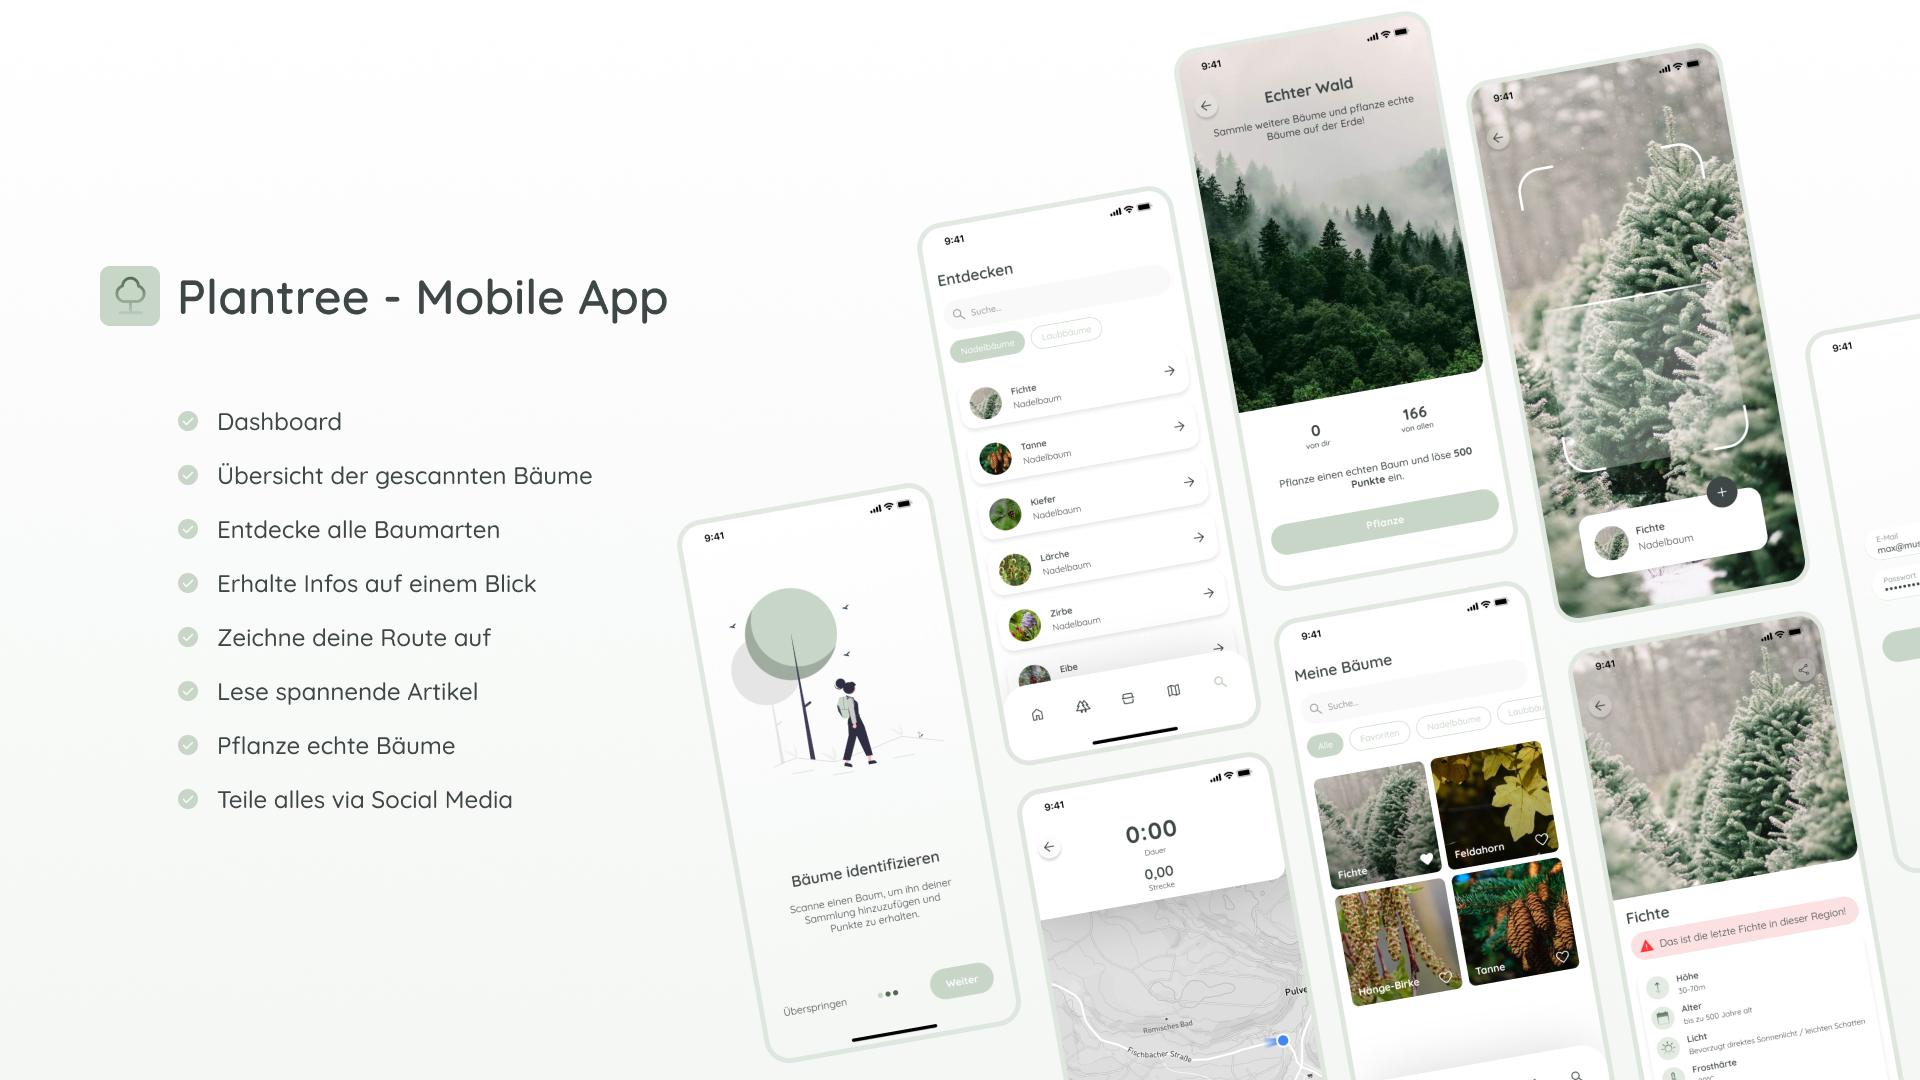 Plantree - Mobile App
Dashboard
Übersicht der gescannten Bäume
Entdecke alle Baumarten
Erhalte Infos auf einem Blick
Zeichne deine Route auf
Lese spannende Artikel
Pflanze echte Bäume
Teile alles via Social Media
9:41
Bäume identifizieren
Scanne einen Baum, um ihn deiner
Sammlung hinzuzufügen und
Punkte zu erhalten.
Überspringen
Weiter
9:41
Entdecken
Suche...
Nadelbäume
Laubbäume
Fichte
Nadelbaum
Tanne
Nadelbaum
Kiefer
Nadelbaum
Lärche
Nadelbaum
Zirbe
Nadelbaum
Eibe
9:41
0:00
Dauer
0,00
Strecke
Pulve
Römisches Bad
Fischbacher Straße
9:41
Echter Wald
Sammle weitere Bäume und pflanze echte
Bäume auf der Erde!
0
von dir
166
von allen
Pflanze einen echten Baum und löse 500
Punkte ein.
Pflanze
9:41
Meine Bäume
Suche...
Alle
Favoriten
Nadelbäume
Laubbäu
Fichte
Feldahorn
Hänge-Birke
Tanne
9:41
Fichte
Nadelbaum
9:41
Fichte
Das ist die letzte Fichte in dieser Region!
Höhe
30-70m
Alter
bis zu 500 Jahre alt
Licht
Bevorzugt direktes Sonnenlicht / leichten Schatten
Frosthärte
9:41
E-Mail
max@mus
Passwort